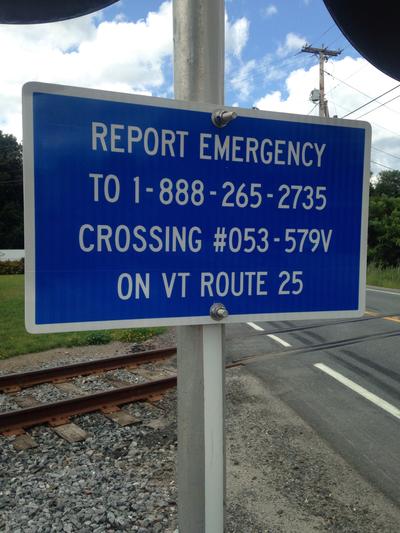 REPORT EMERGENCY
TO 1-888-265-2735
CROSSING #053-579V
ON VT ROUTE 25